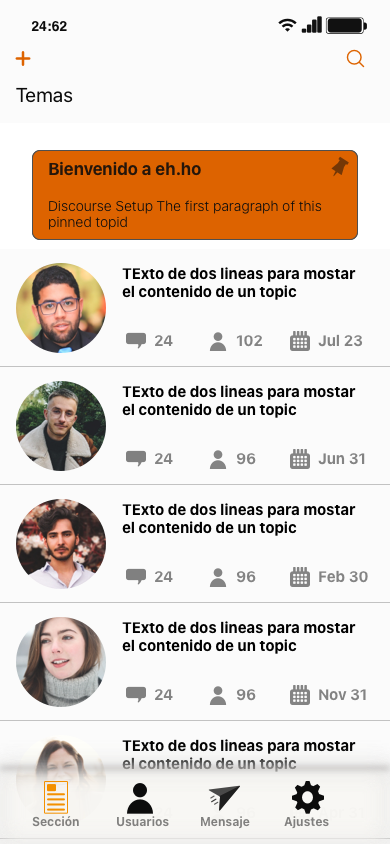 24:62
Temas
Bienvenido a eh.ho
Discourse Setup The first paragraph of this
pinned topid
TExto de dos lineas para mostar
el contenido de un topic
24 102 Jul 23
TExto de dos lineas para mostar
el contenido de un topic
24 96 Jun 31
TExto de dos lineas para mostar
el contenido de un topic
24 96 Feb 30
TExto de dos lineas para mostar
el contenido de un topic
24 96 Nov 31
TExto de dos lineas para mostar
el contenido de un topic
Sección Usuarios Mensaje Ajustes